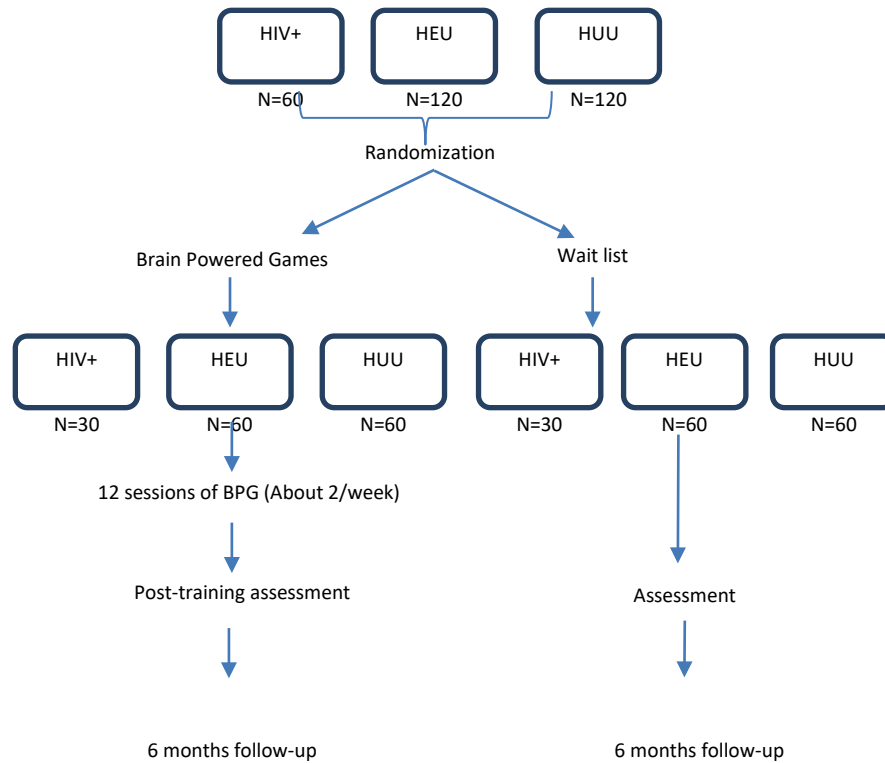 HIV+ HEU HUU
N=60 N=120 N=120
Randomization
Brain Powered Games Wait list
HIV+ HEU HUU HIV+ HEU HUU
N=30 N=60 N=60 N=30 N=60 N=60
12 sessions of BPG (About 2/week)
Post-training assessment Assessment
6 months follow-up 6 months follow-up